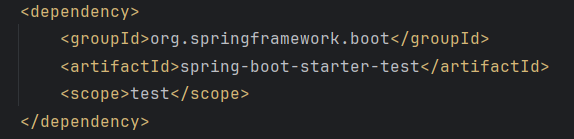 <dependency>
    <groupId>org.springframework.boot</groupId>
    <artifactId>spring-boot-starter-test</artifactId>
    <scope>test</scope>
</dependency>